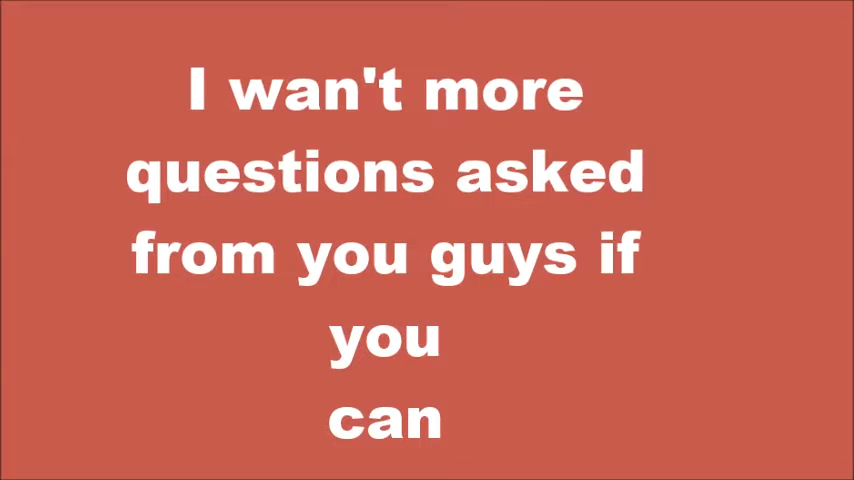 I wan't more
questions asked
from you guys if
you
can